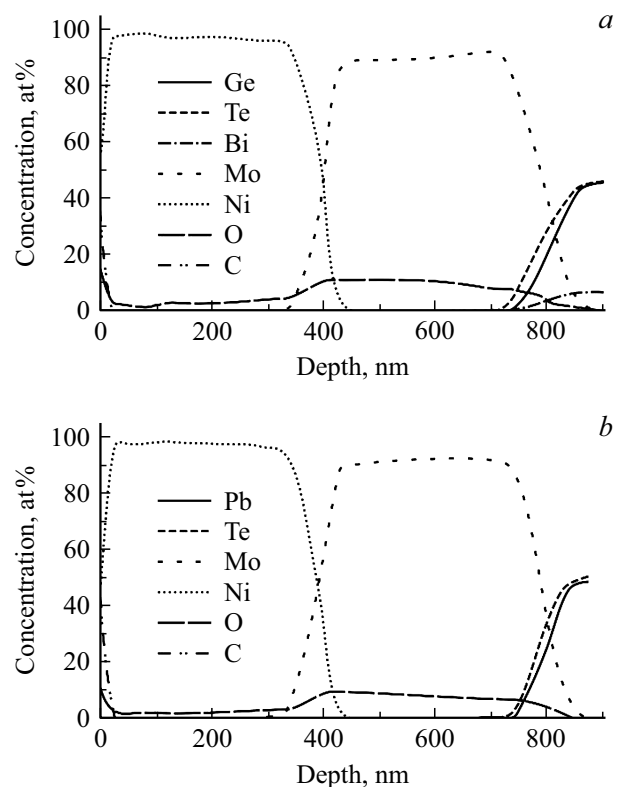 a
100
80
60
40
20
0
Concentration, at%
Ge
Te
Bi
Mo
Ni
O
C
0 200 400 600 800
Depth, nm
b
100
80
60
40
20
0
Concentration, at%
Pb
Te
Mo
Ni
O
C
0 200 400 600 800
Depth, nm